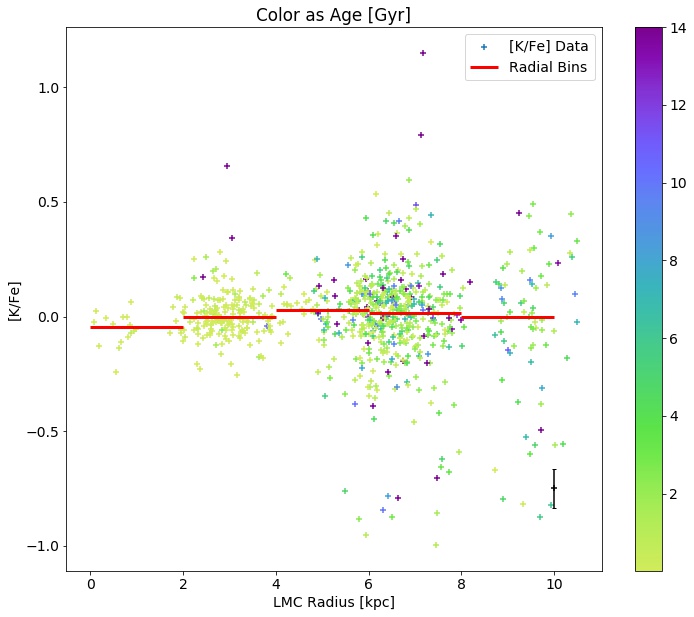 Color as Age [Gyr]
[K/Fe] Data
Radial Bins
[K/Fe]
1.0
0.5
0.0
−0.5
−1.0
0 2 4 6 8 10
LMC Radius [kpc]
14
12
10
8
6
4
2